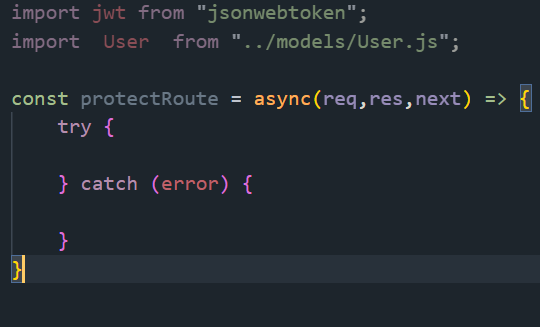 import jwt from "jsonwebtoken";
import  User  from "../models/User.js";
const protectRoute = async(req,res,next) => {
try {
} catch (error) {
}
}